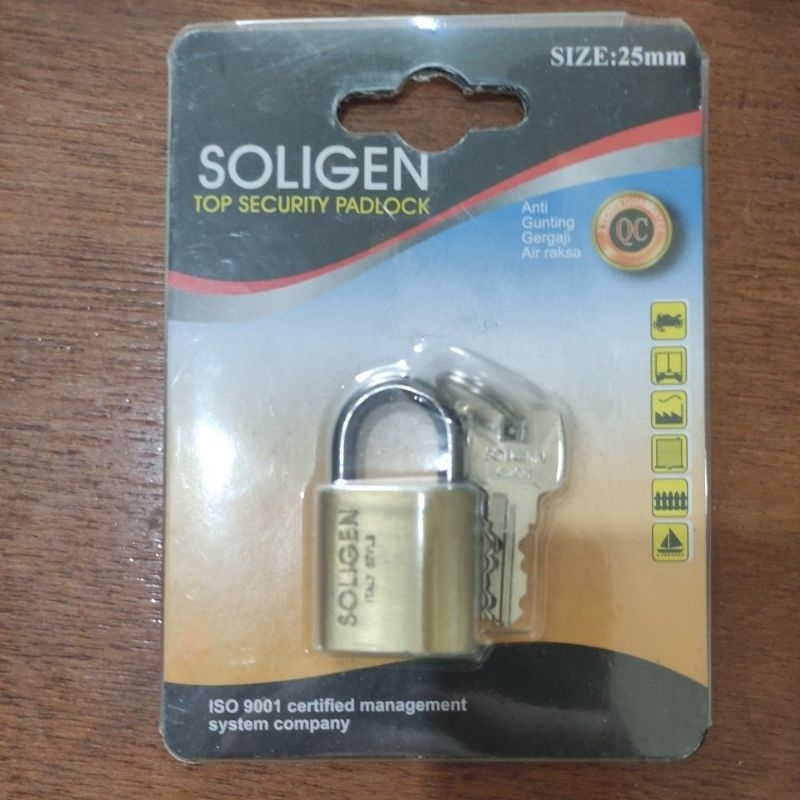 SIZE:25mm
SOLIGEN
TOP SECURITY PADLOCK
Anti
Gunting
Gergaji
Air raksa
QC
SOLIGEN
ITALY STYLE
ISO 9001 certified management
system company